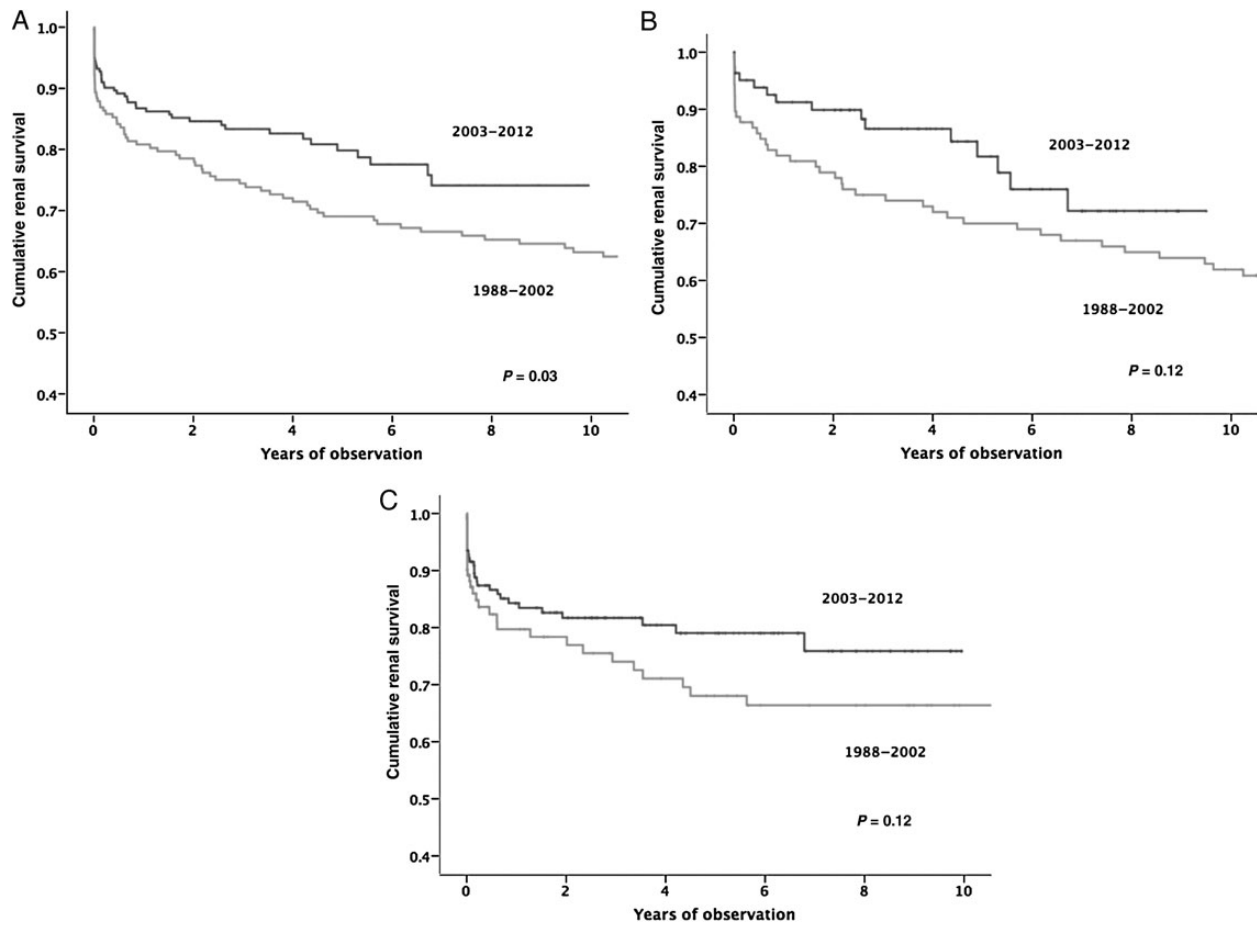 A
Cumulative renal survival
1.0
0.9
0.8
0.7
0.6
0.5
0.4
2003–2012
1988–2002
P = 0.03
0 2 4 6 8 10
Years of observation
B
Cumulative renal survival
1.0
0.9
0.8
0.7
0.6
0.5
0.4
2003–2012
1988–2002
P = 0.12
0 2 4 6 8 10
Years of observation
C
Cumulative renal survival
1.0
0.9
0.8
0.7
0.6
0.5
0.4
2003–2012
1988–2002
P = 0.12
0 2 4 6 8 10
Years of observation